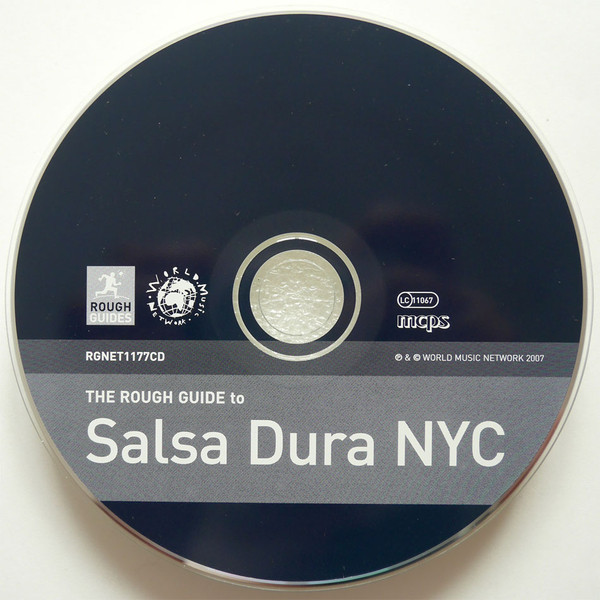 ROUGH
GUIDES
WORLD MUSIC NETWORK
LC 11067
mcps
RGNET1177CD
℗ & © WORLD MUSIC NETWORK 2007
THE ROUGH GUIDE to
Salsa Dura NYC